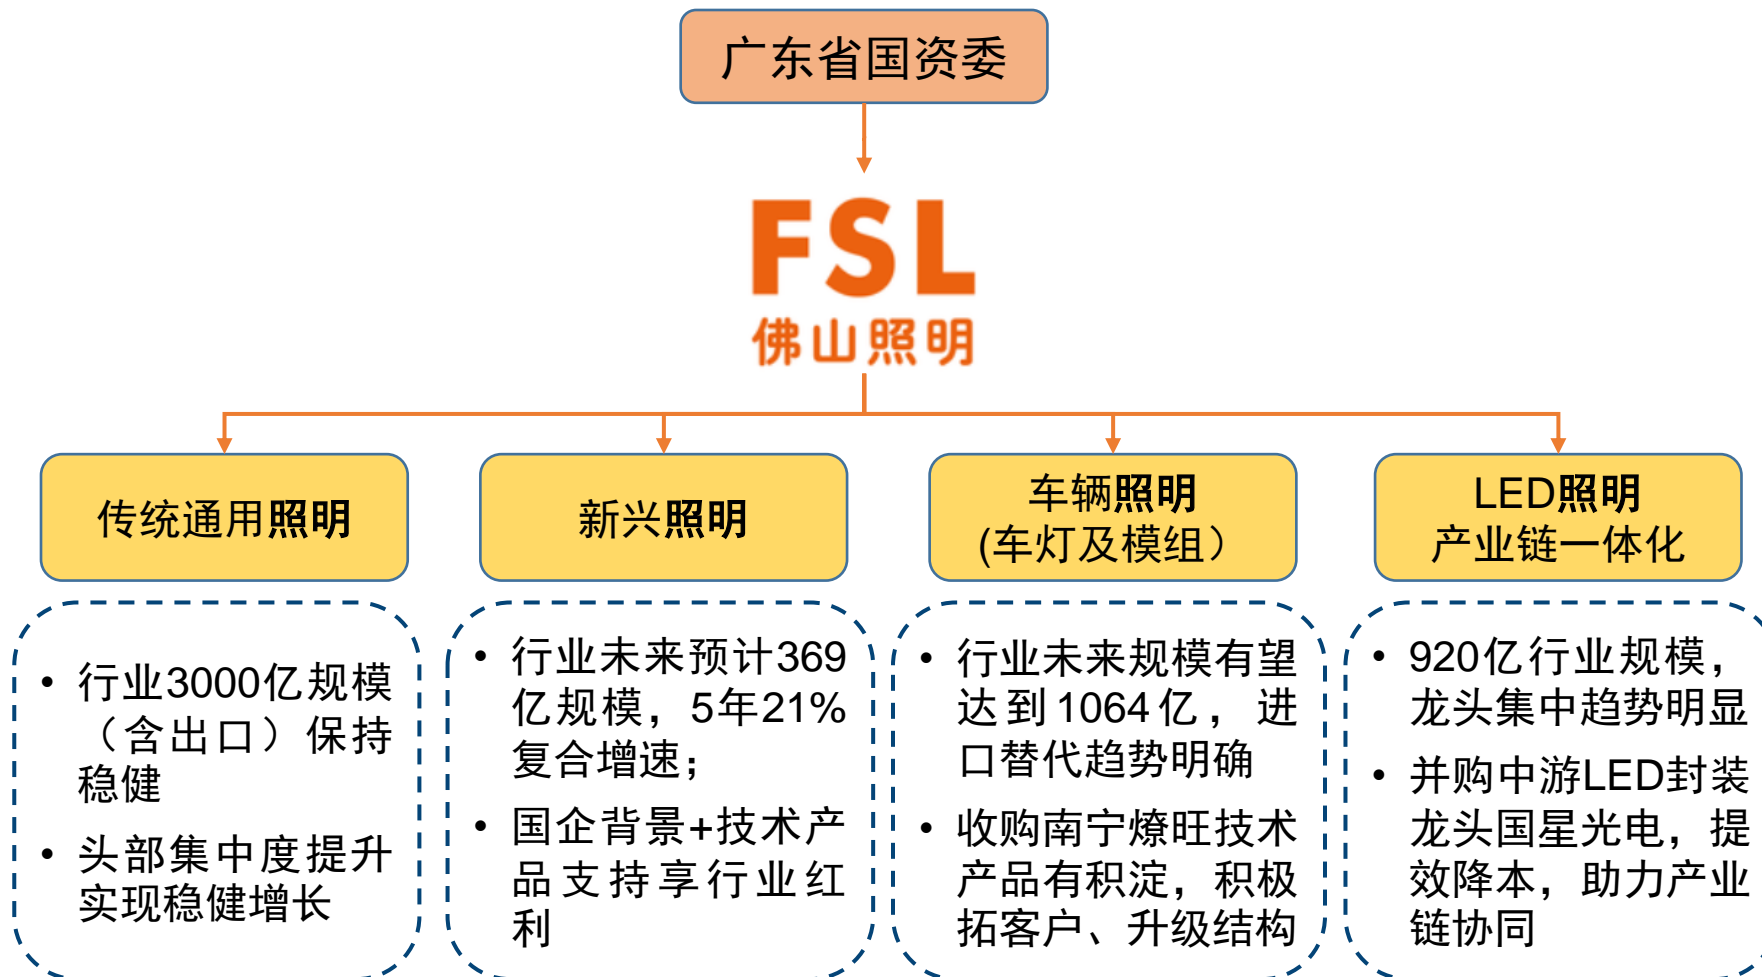 广东省国资委
FSL
佛山照明
传统通用照明
新兴照明
车辆照明
(车灯及模组）
LED照明
产业链一体化
• 行业3000亿规模
（含出口）保持
稳健
• 头部集中度提升
实现稳健增长
• 行业未来预计369
亿规模，5年21%
复合增速；
• 国企背景+技术产
品支持享行业红
利
• 行业未来规模有望
达到1064亿，进
口替代趋势明确
• 收购南宁燎旺技术
产品有积淀，积极
拓客户、升级结构
• 920亿行业规模，
龙头集中趋势明显
• 并购中游LED封装
龙头国星光电，提
效降本，助力产业
链协同